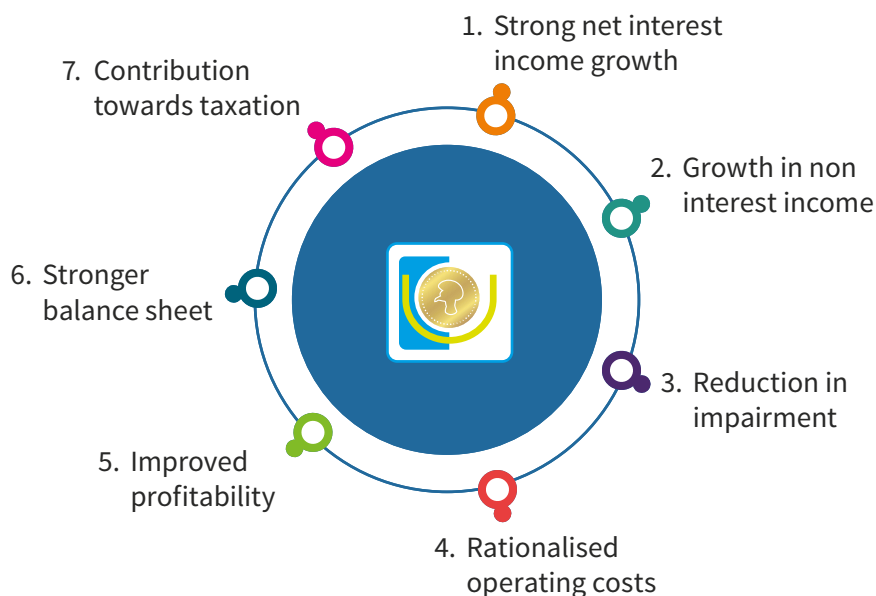 1. Strong net interest
income growth
2. Growth in non
interest income
3. Reduction in
impairment
4. Rationalised
operating costs
5. Improved
profitability
6. Stronger
balance sheet
7. Contribution
towards taxation